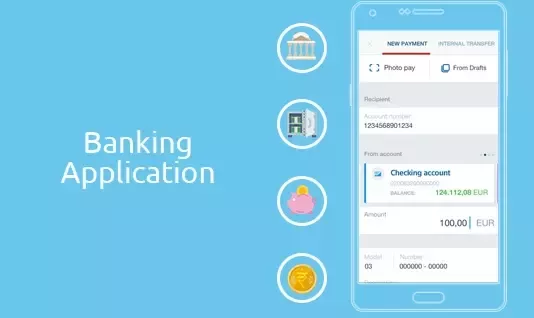 Banking
Application
NEW PAYMENT
INTERNAL TRANSFER
Photo pay
From Drafts
Recipient
Account number
1234568901234
From account
Checking account
BALANCE: 124.112,08 EUR
Amount
100,00 EUR
Model
Number
03
000000 - 00000